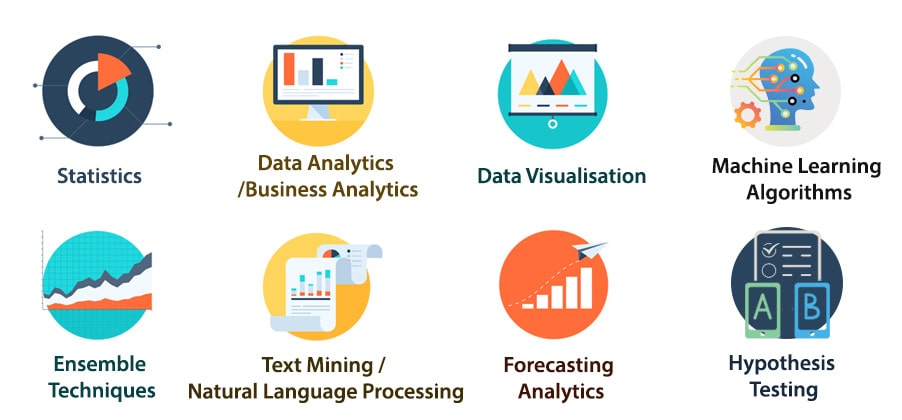 Statistics
Data Analytics
/Business Analytics
Data Visualisation
Machine Learning
Algorithms
Ensemble
Techniques
Text Mining /
Natural Language Processing
Forecasting
Analytics
A B
Hypothesis
Testing